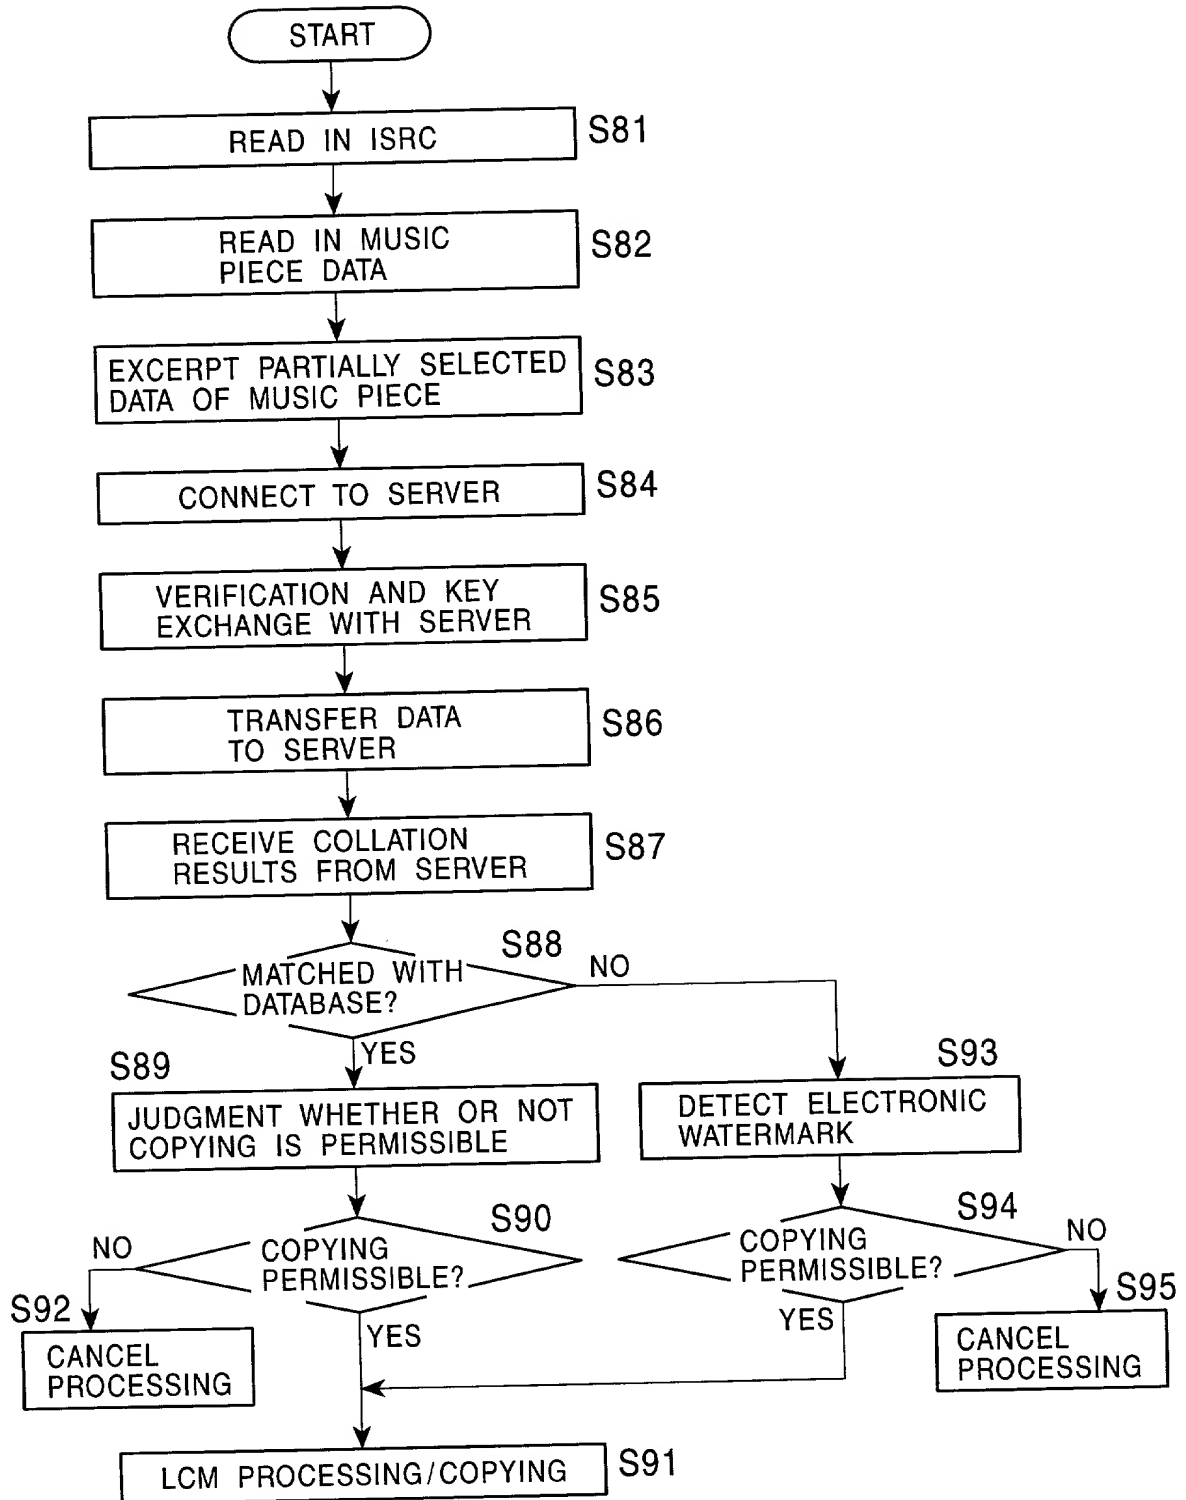 START
READ IN ISRC
S81
READ IN MUSIC
PIECE DATA
S82
EXCERPT PARTIALLY SELECTED
DATA OF MUSIC PIECE
S83
CONNECT TO SERVER
S84
VERIFICATION AND KEY
EXCHANGE WITH SERVER
S85
TRANSFER DATA
TO SERVER
S86
RECEIVE COLLATION
RESULTS FROM SERVER
S87
S88
MATCHED WITH
DATABASE?
NO
YES
S89
JUDGMENT WHETHER OR NOT
COPYING IS PERMISSIBLE
S93
DETECT ELECTRONIC
WATERMARK
S90
COPYING
PERMISSIBLE?
NO
YES
S94
COPYING
PERMISSIBLE?
NO
YES
S92
CANCEL
PROCESSING
S95
CANCEL
PROCESSING
LCM PROCESSING/COPYING
S91